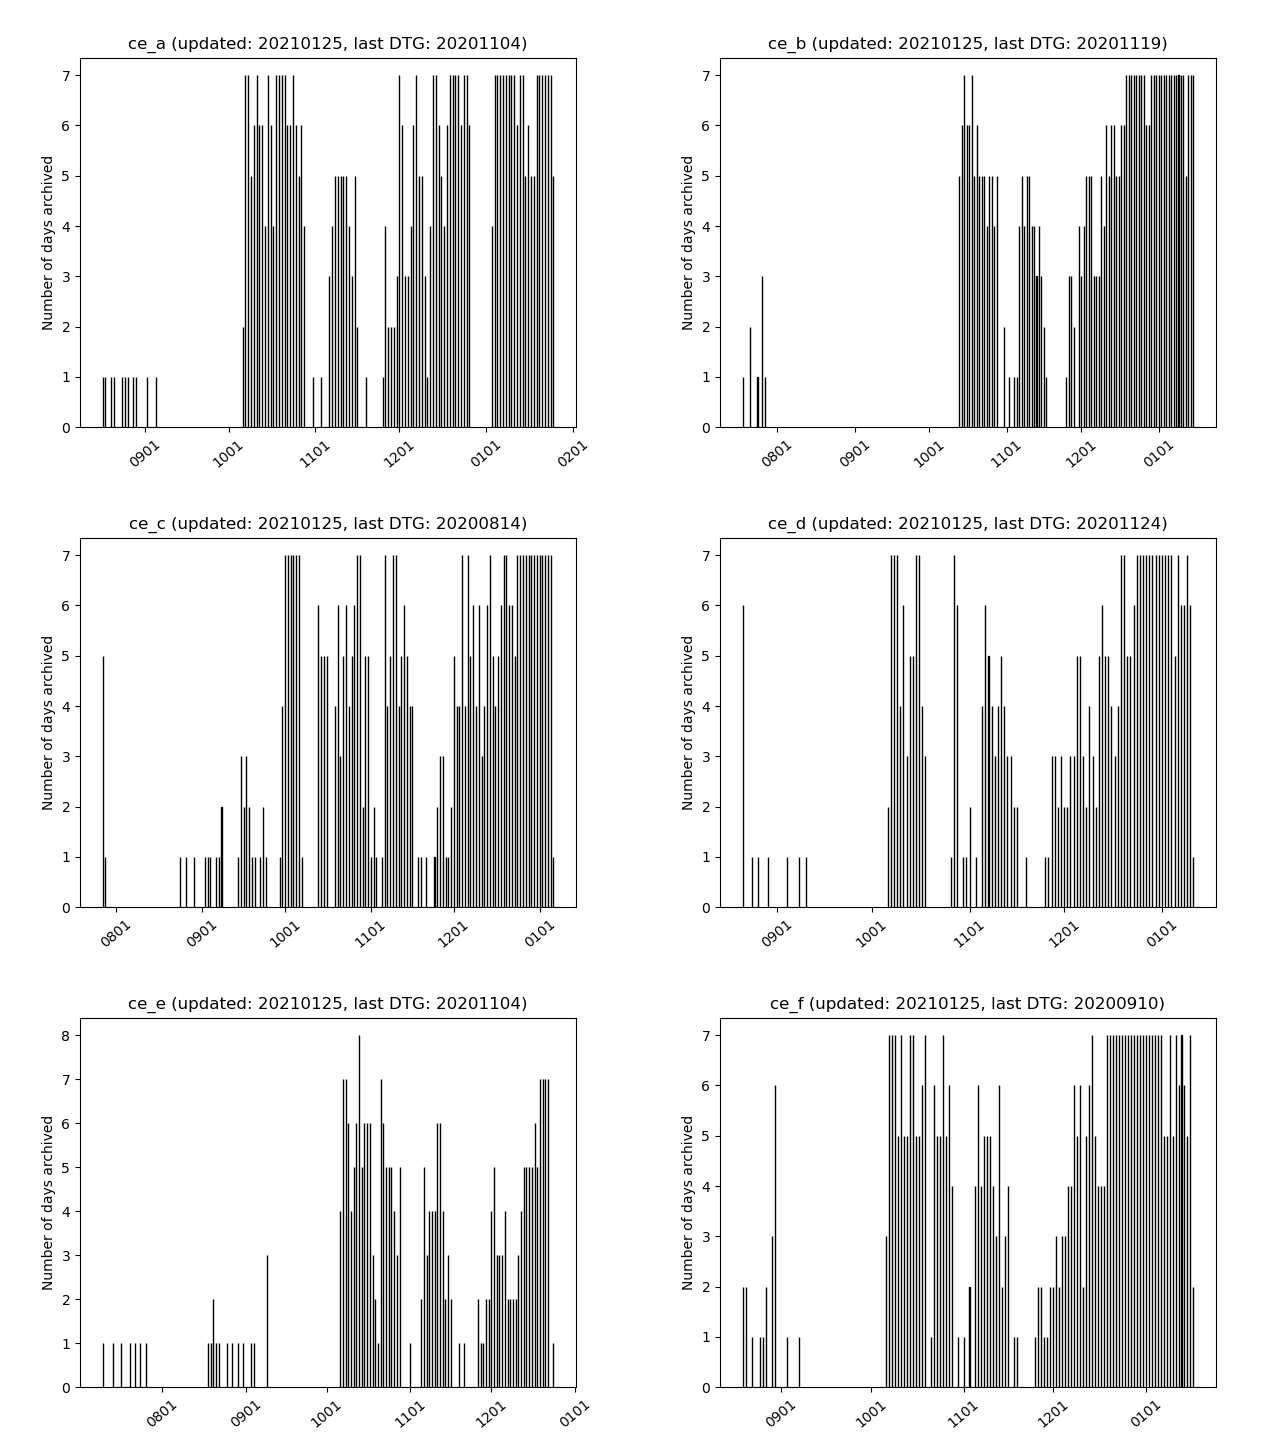 ce_a (updated: 20210125, last DTG: 20201104)
Number of days archived
7
6
5
4
3
2
1
0
0901 1001 1101 1201 0101 0201
ce_b (updated: 20210125, last DTG: 20201119)
Number of days archived
7
6
5
4
3
2
1
0
0801 0901 1001 1101 1201 0101
ce_c (updated: 20210125, last DTG: 20200814)
Number of days archived
7
6
5
4
3
2
1
0
0801 0901 1001 1101 1201 0101
ce_d (updated: 20210125, last DTG: 20201124)
Number of days archived
7
6
5
4
3
2
1
0
0901 1001 1101 1201 0101
ce_e (updated: 20210125, last DTG: 20201104)
Number of days archived
8
7
6
5
4
3
2
1
0
0801 0901 1001 1101 1201 0101
ce_f (updated: 20210125, last DTG: 20200910)
Number of days archived
7
6
5
4
3
2
1
0
0901 1001 1101 1201 0101